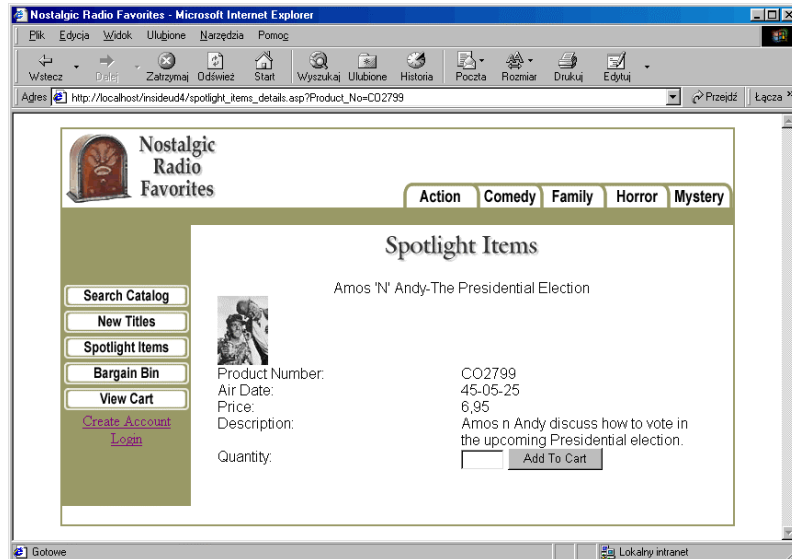 Nostalgic Radio Favorites - Microsoft Internet Explorer
Plik Edycja Widok Ulubione Narzędzia Pomoc
Wstecz Dalej Zatrzymaj Odśwież Start Wyszukaj Ulubione Historia Poczta Rozmiar Drukuj Edytuj
Adres http://localhost/insideud4/spotlight_items_details.asp?Product_No=CO2799 Przejdź Łącza »
Nostalgic
Radio
Favorites
Action Comedy Family Horror Mystery
Spotlight Items
Amos 'N' Andy-The Presidential Election
Search Catalog
New Titles
Spotlight Items
Bargain Bin
View Cart
Create Account
Login
Product Number: CO2799
Air Date: 45-05-25
Price: 6,95
Description: Amos n Andy discuss how to vote in
the upcoming Presidential election.
Quantity: Add To Cart
Gotowe Lokalny intranet